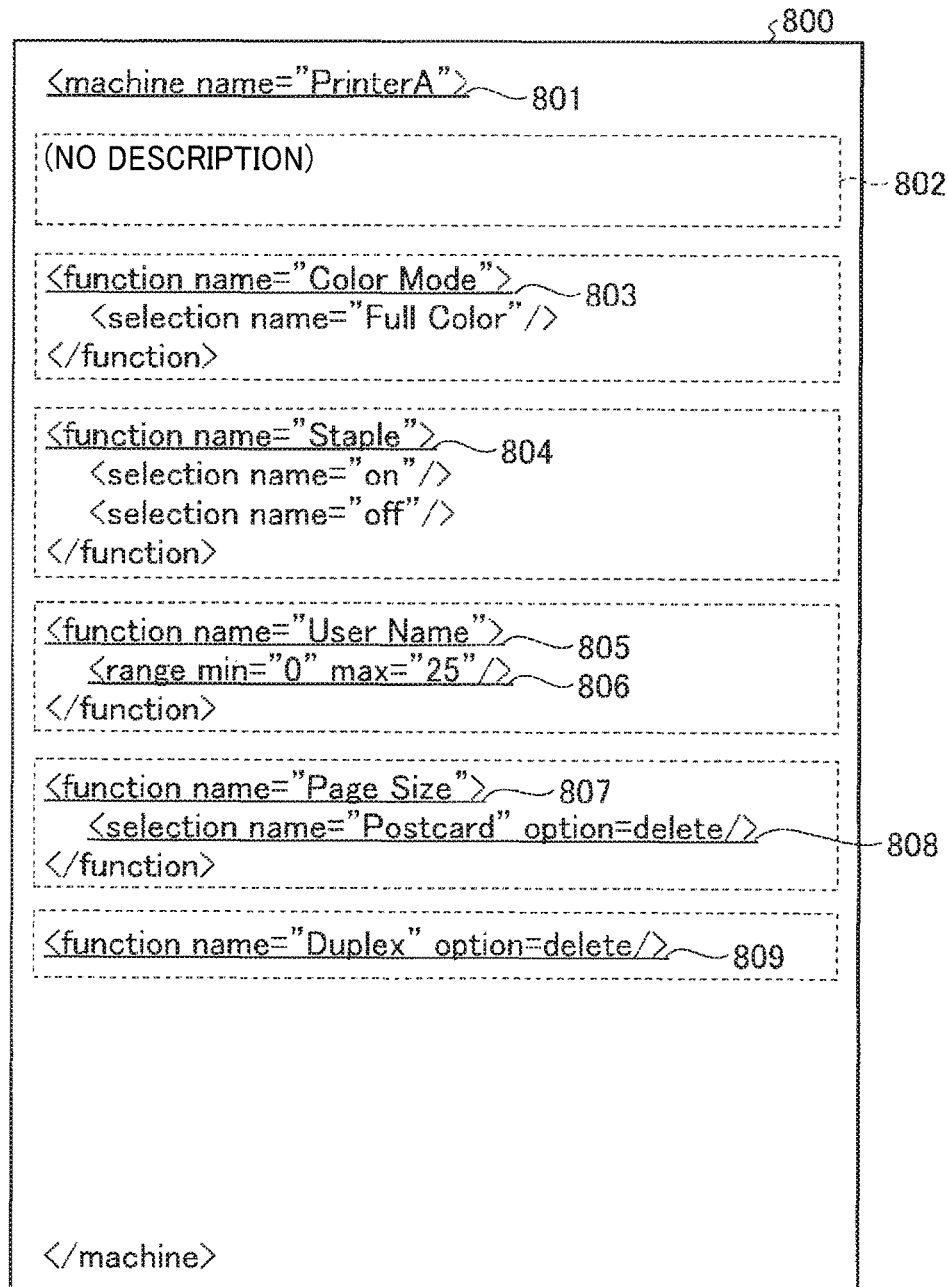 800
<machine name="PrinterA"> 801
(NO DESCRIPTION)
802
<function name="Color Mode"> 803
<selection name="Full Color"/>
</function>
<function name="Staple"> 804
<selection name="on"/>
<selection name="off"/>
</function>
<function name="User Name"> 805
<range min="0" max="25"/> 806
</function>
<function name="Page Size"> 807
<selection name="Postcard" option=delete/> 808
</function>
<function name="Duplex" option=delete/> 809
</machine>